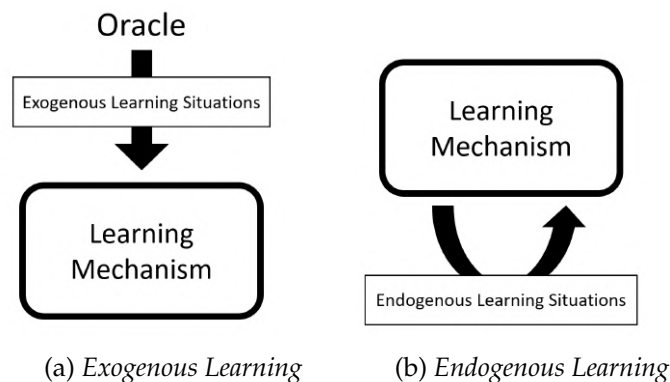 Oracle
Exogenous Learning Situations
Learning
Mechanism
(a) Exogenous Learning
Learning
Mechanism
Endogenous Learning Situations
(b) Endogenous Learning